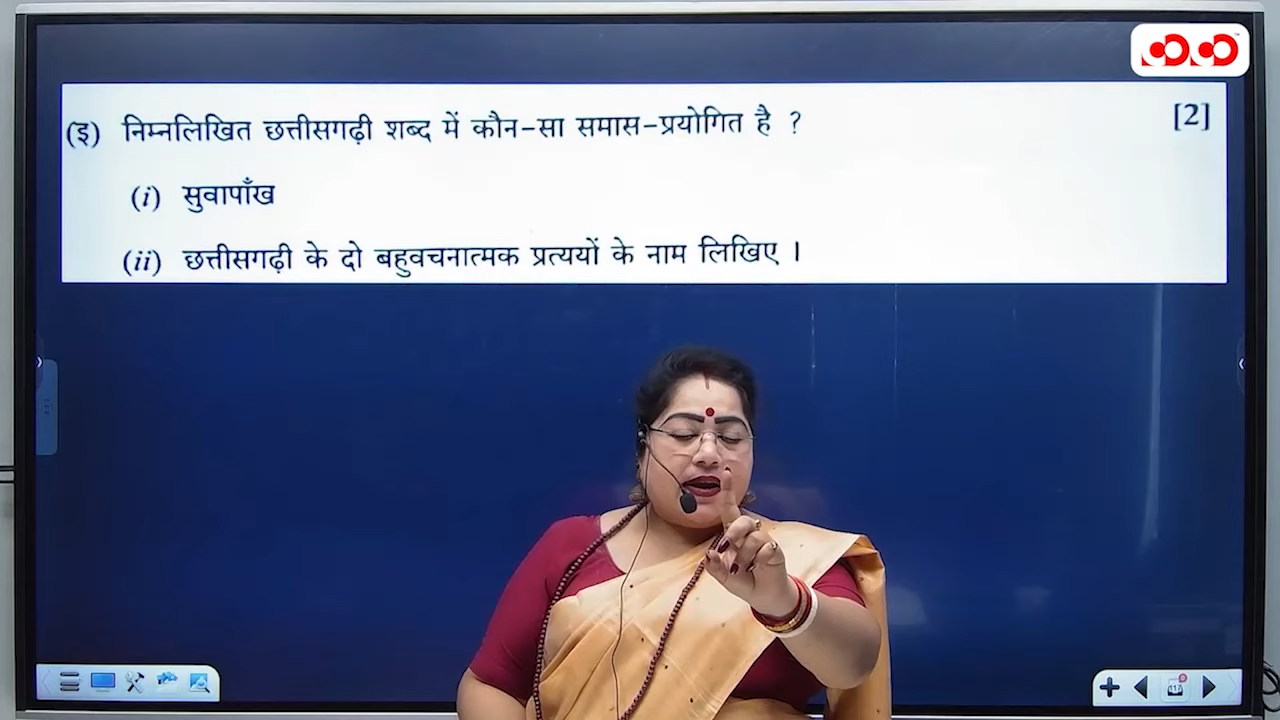 (इ) निम्नलिखित छत्तीसगढ़ी शब्द में कौन-सा समास-प्रयोगित है ? [2]
(i) सुवापाँख
(ii) छत्तीसगढ़ी के दो बहुवचनात्मक प्रत्ययों के नाम लिखिए ।